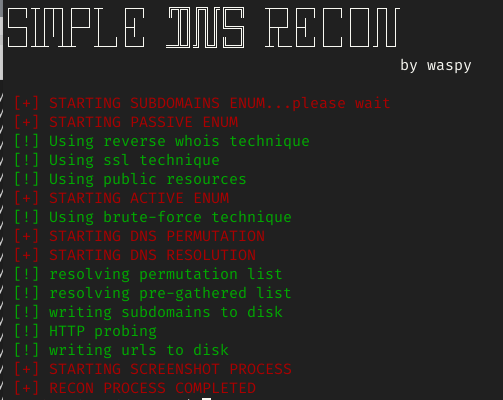 SIMPLE DNS RECON
by waspy
[+] STARTING SUBDOMAINS ENUM...please wait
[+] STARTING PASSIVE ENUM
[!] Using reverse whois technique
[!] Using ssl technique
[!] Using public resources
[+] STARTING ACTIVE ENUM
[!] Using brute-force technique
[+] STARTING DNS PERMUTATION
[+] STARTING DNS RESOLUTION
[!] resolving permutation list
[!] resolving pre-gathered list
[!] writing subdomains to disk
[!] HTTP probing
[!] writing urls to disk
[+] STARTING SCREENSHOT PROCESS
[+] RECON PROCESS COMPLETED